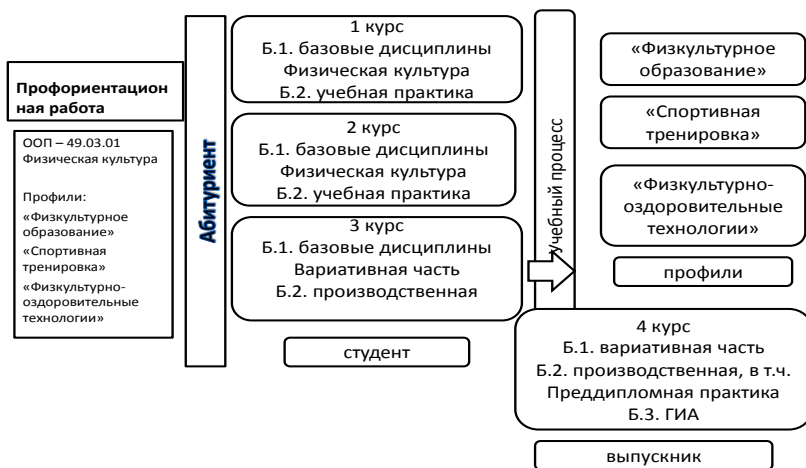 Профориентацион
ная работа
ООП – 49.03.01
Физическая культура
Профили:
«Физкультурное
образование»
«Спортивная
тренировка»
«Физкультурно-
оздоровительные
технологии»
Абитуриент
1 курс
Б.1. базовые дисциплины
Физическая культура
Б.2. учебная практика
2 курс
Б.1. базовые дисциплины
Физическая культура
Б.2. учебная практика
3 курс
Б.1. базовые дисциплины
Вариативная часть
Б.2. производственная
студент
учебный процесс
«Физкультурное
образование»
«Спортивная
тренировка»
«Физкультурно-
оздоровительные
технологии»
профили
4 курс
Б.1. вариативная часть
Б.2. производственная, в т.ч.
Преддипломная практика
Б.3. ГИА
выпускник